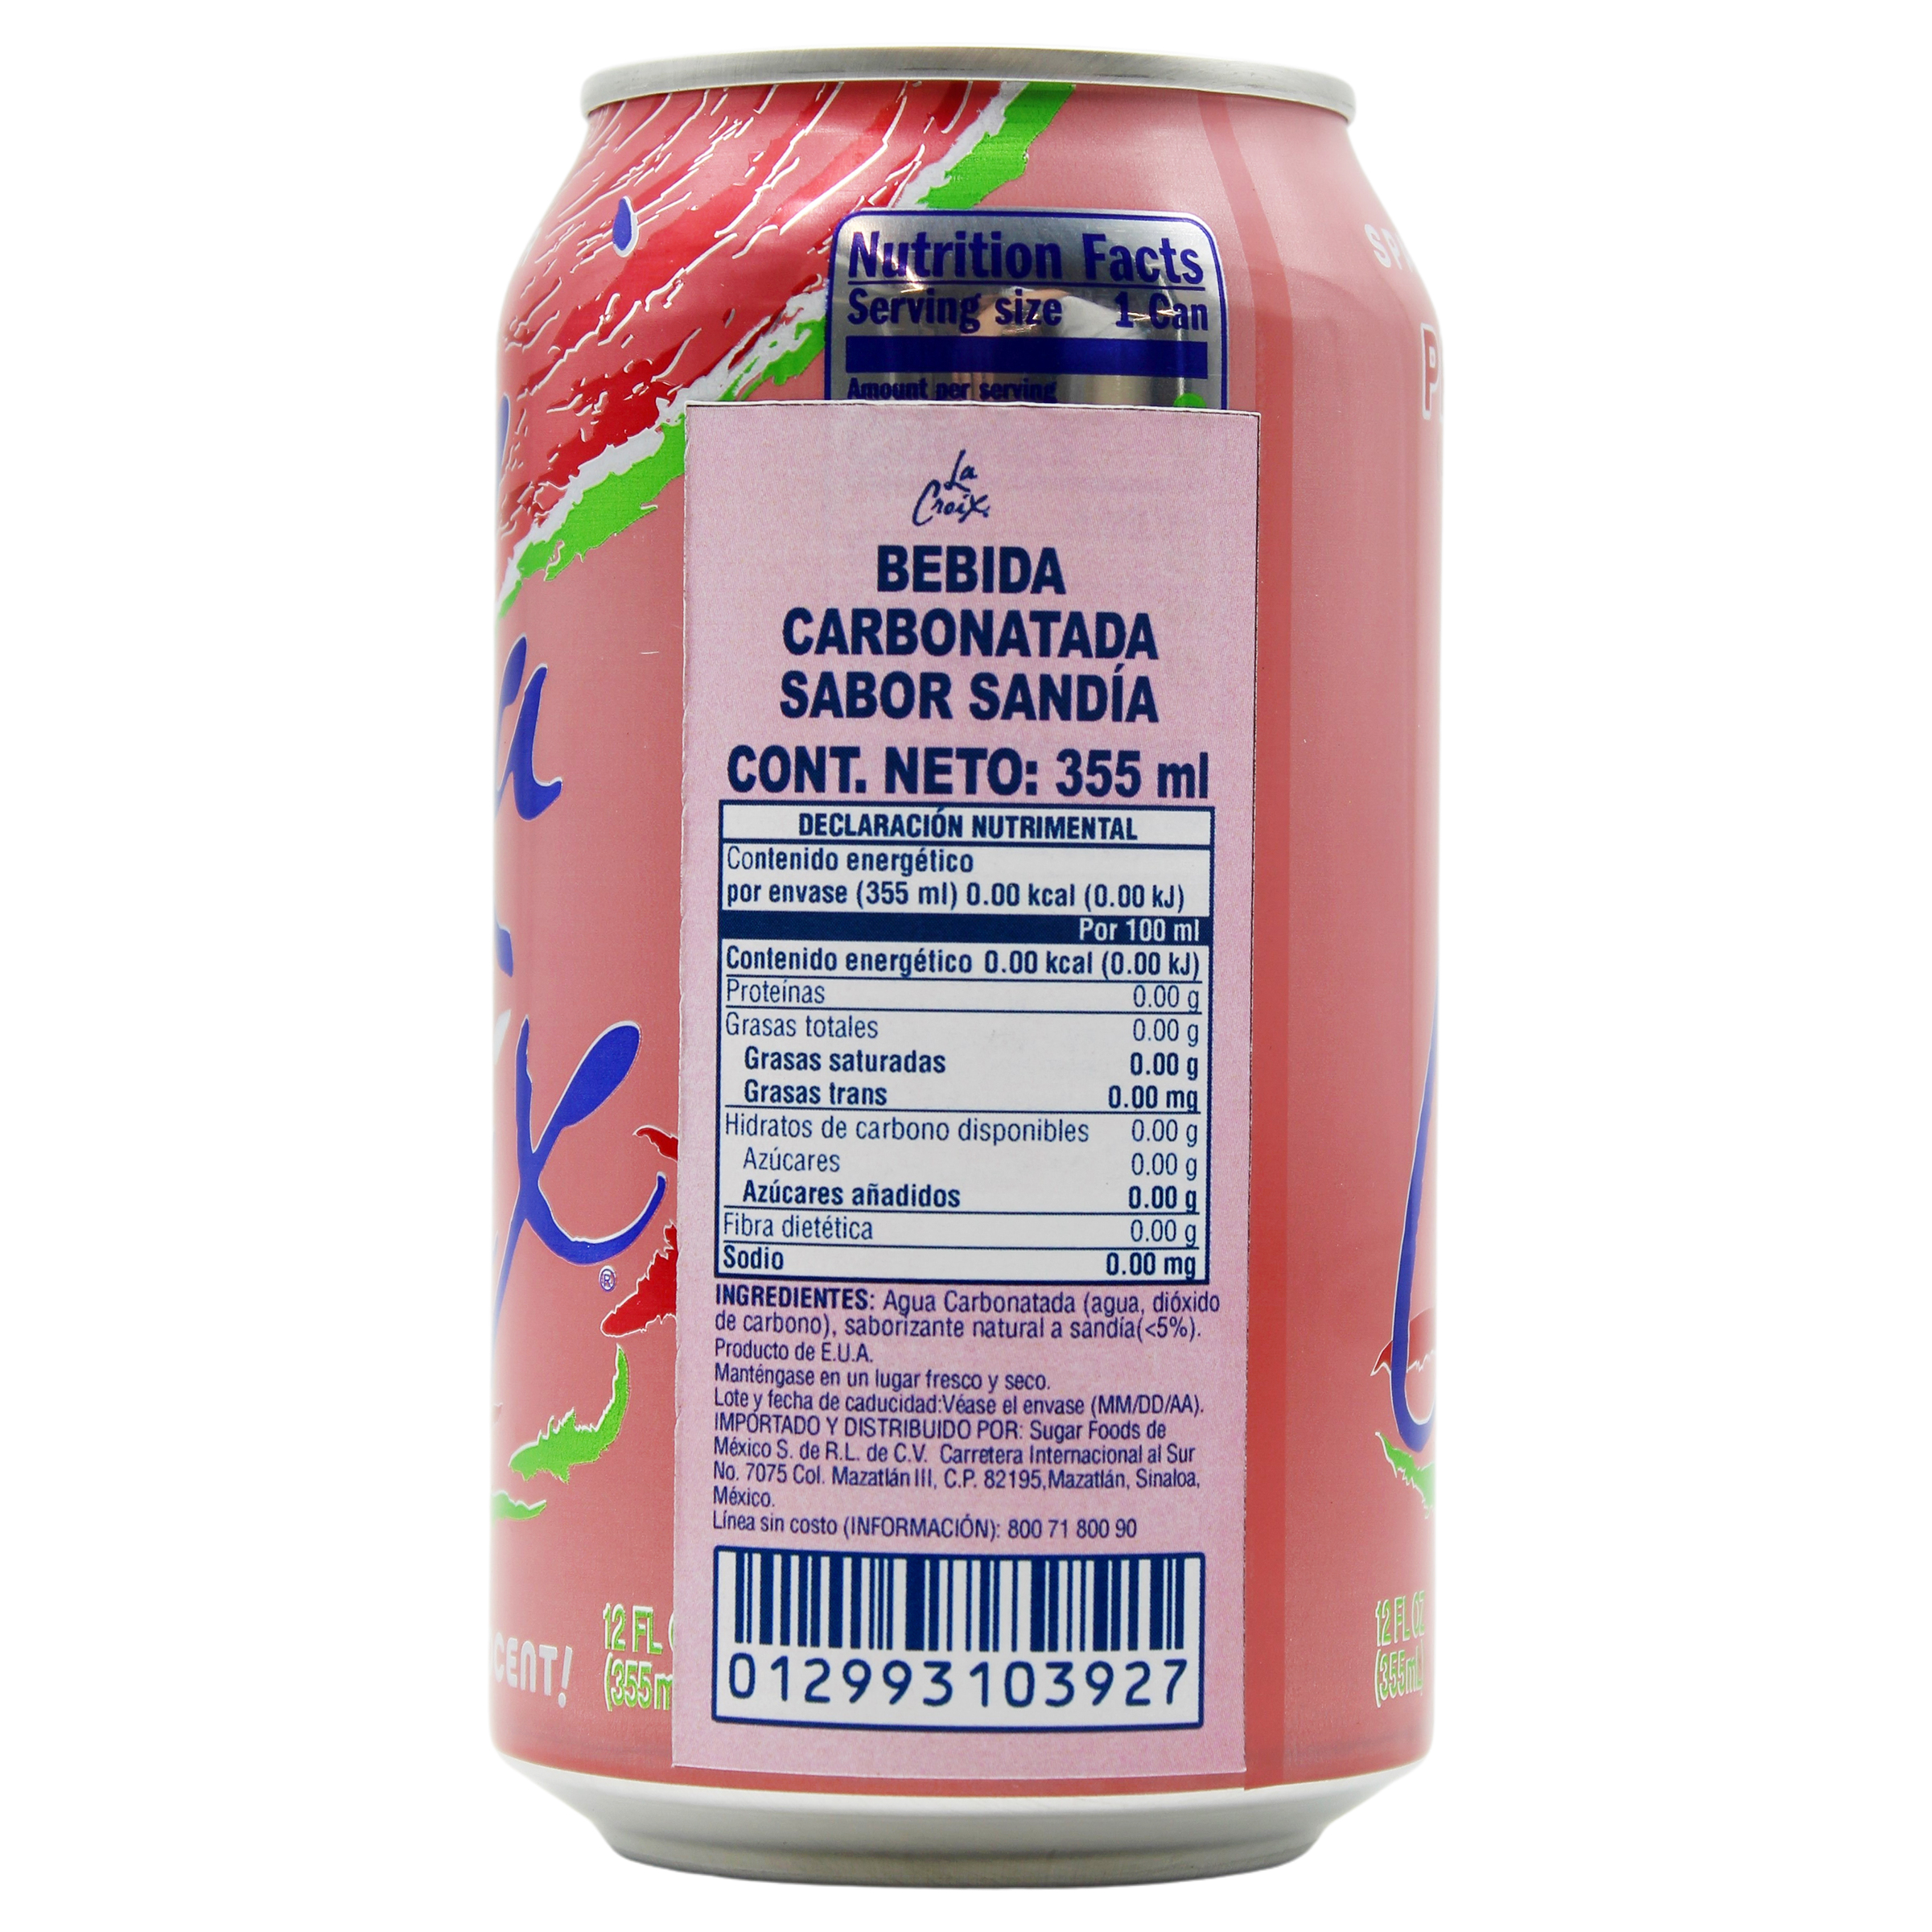 Nutrition Facts
Serving size 1 Can
Amount per serving
La
Croix
BEBIDA
CARBONATADA
SABOR SANDÍA
CONT. NETO: 355 ml
DECLARACIÓN NUTRIMENTAL
Contenido energético
por envase (355 ml) 0.00 kcal (0.00 kJ)
Por 100 ml
Contenido energético 0.00 kcal (0.00 kJ)
Proteínas 0.00 g
Grasas totales 0.00 g
Grasas saturadas 0.00 g
Grasas trans 0.00 mg
Hidratos de carbono disponibles 0.00 g
Azúcares 0.00 g
Azúcares añadidos 0.00 g
Fibra dietética 0.00 g
Sodio 0.00 mg
INGREDIENTES: Agua Carbonatada (agua, dióxido
de carbono), saborizante natural a sandía(<5%).
Producto de E.U.A.
Manténgase en un lugar fresco y seco.
Lote y fecha de caducidad:Véase el envase (MM/DD/AA).
IMPORTADO Y DISTRIBUIDO POR: Sugar Foods de
México S. de R.L. de C.V. Carretera Internacional al Sur
No. 7075 Col. Mazatlán III, C.P. 82195,Mazatlán, Sinaloa,
México.
Línea sin costo (INFORMACIÓN): 800 71 800 90
012993103927
CENT!
12 FL
(355m
12 FL OZ
(355mL)
®